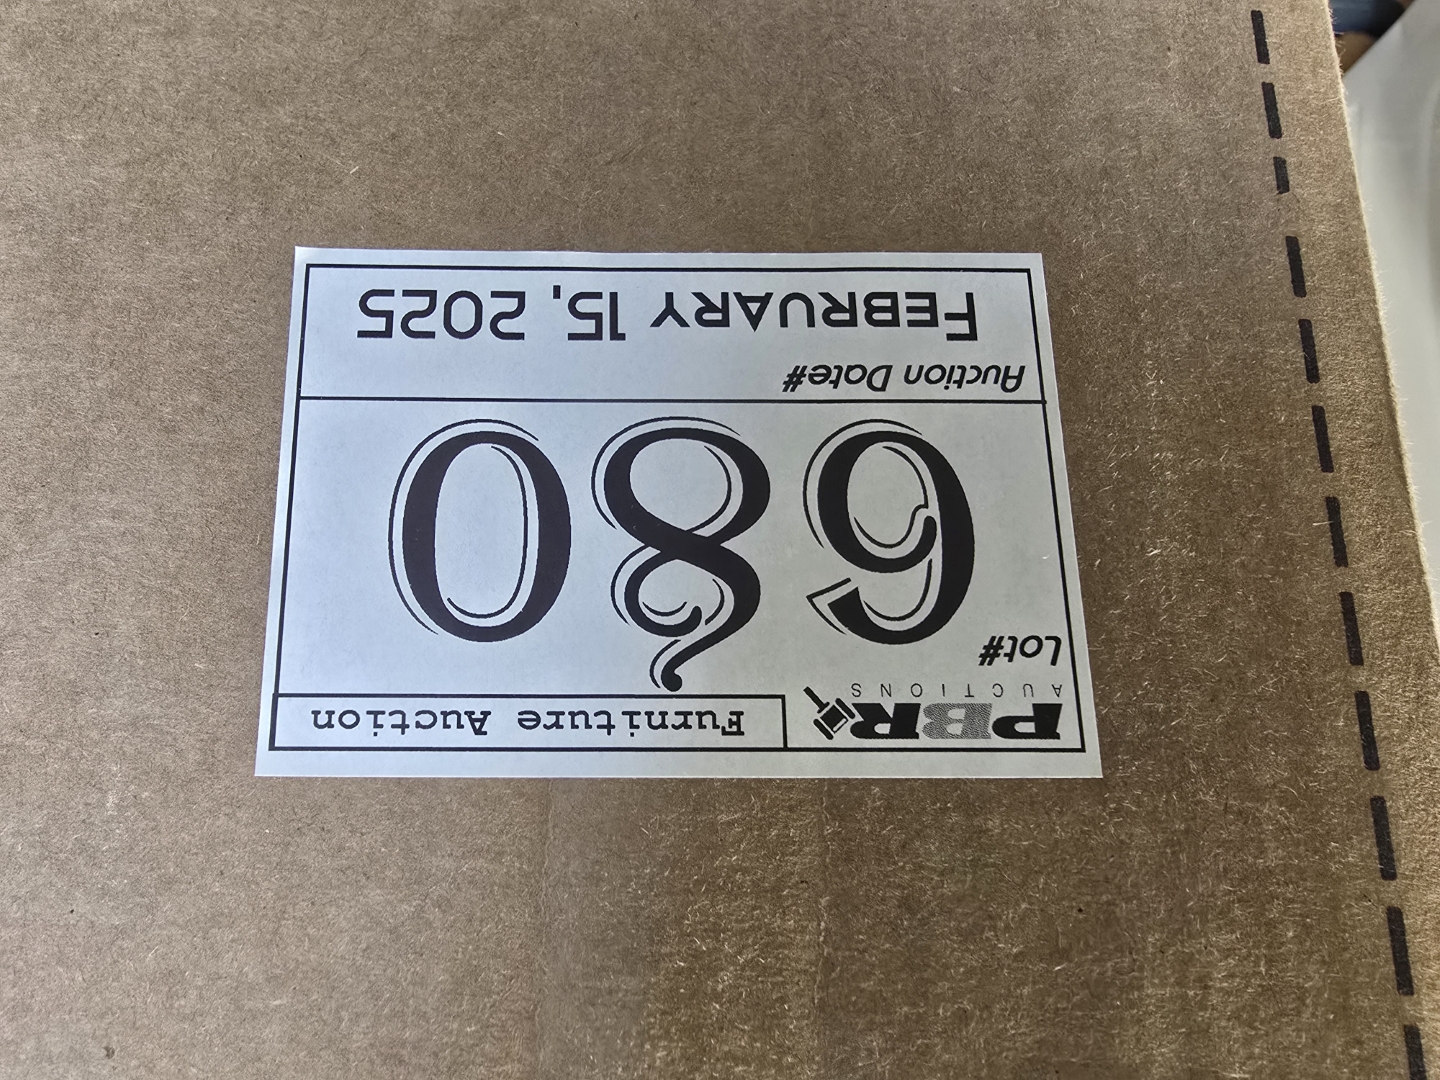 PBR
AUCTIONS
Furniture Auction
Lot#
680
Auction Date#
FEBRUARY 15, 2025